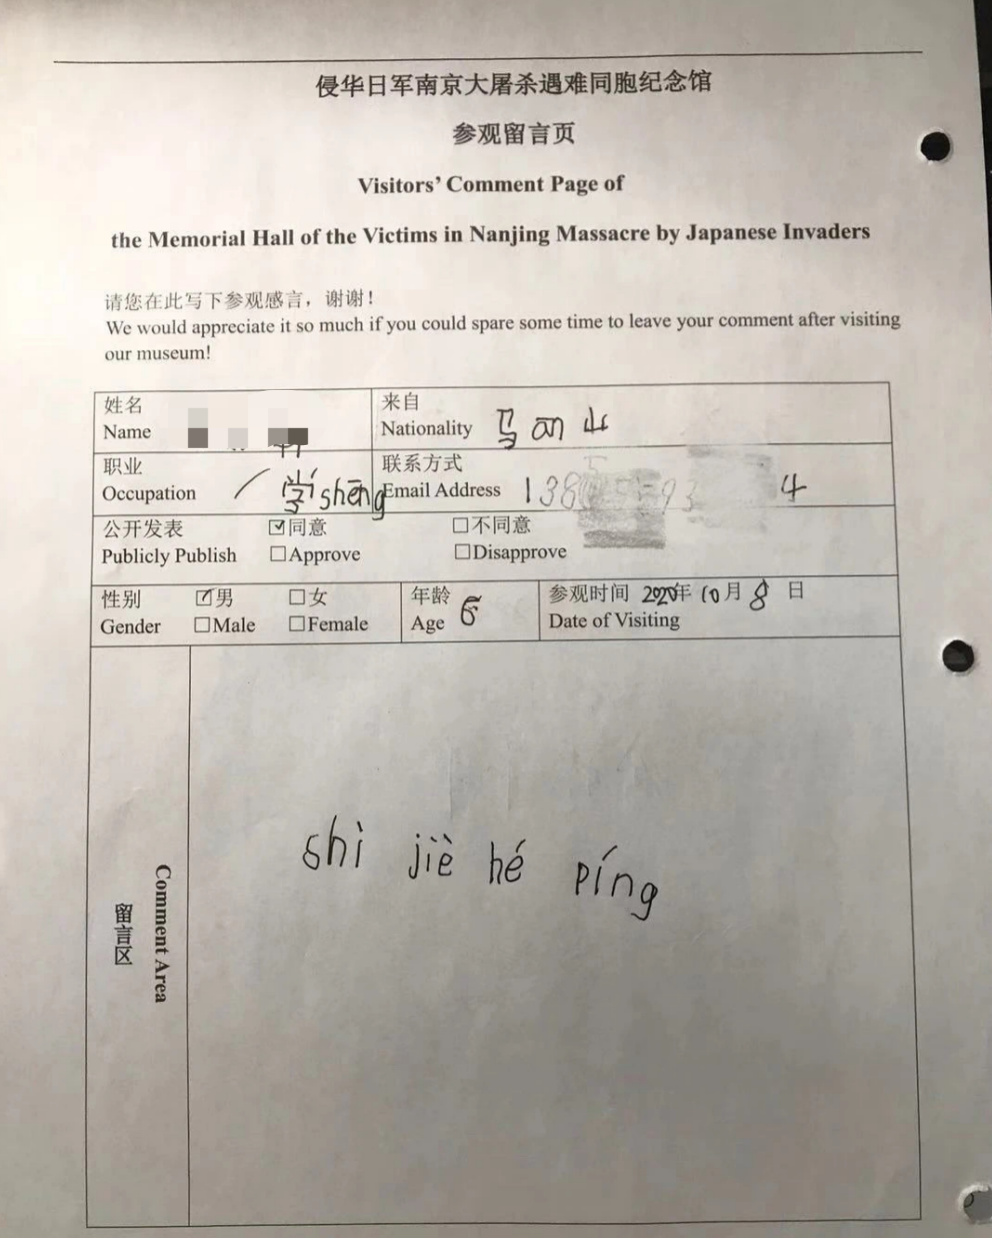 侵华日军南京大屠杀遇难同胞纪念馆
参观留言页
Visitors' Comment Page of
the Memorial Hall of the Victims in Nanjing Massacre by Japanese Invaders
请您在此写下参观感言，谢谢！
We would appreciate it so much if you could spare some time to leave your comment after visiting
our museum!
姓名
Name
来自
Nationality 马 山
职业
Occupation 学shēng
联系方式
Email Address 138 4
公开发表
Publicly Publish
☑同意
☐Approve
☐不同意
☐Disapprove
性别
Gender
☑男
☐Male
☐女
☐Female
年龄
Age 6
参观时间 2020年10月8日
Date of Visiting
留言区
Comment Area
shì jiè hé píng